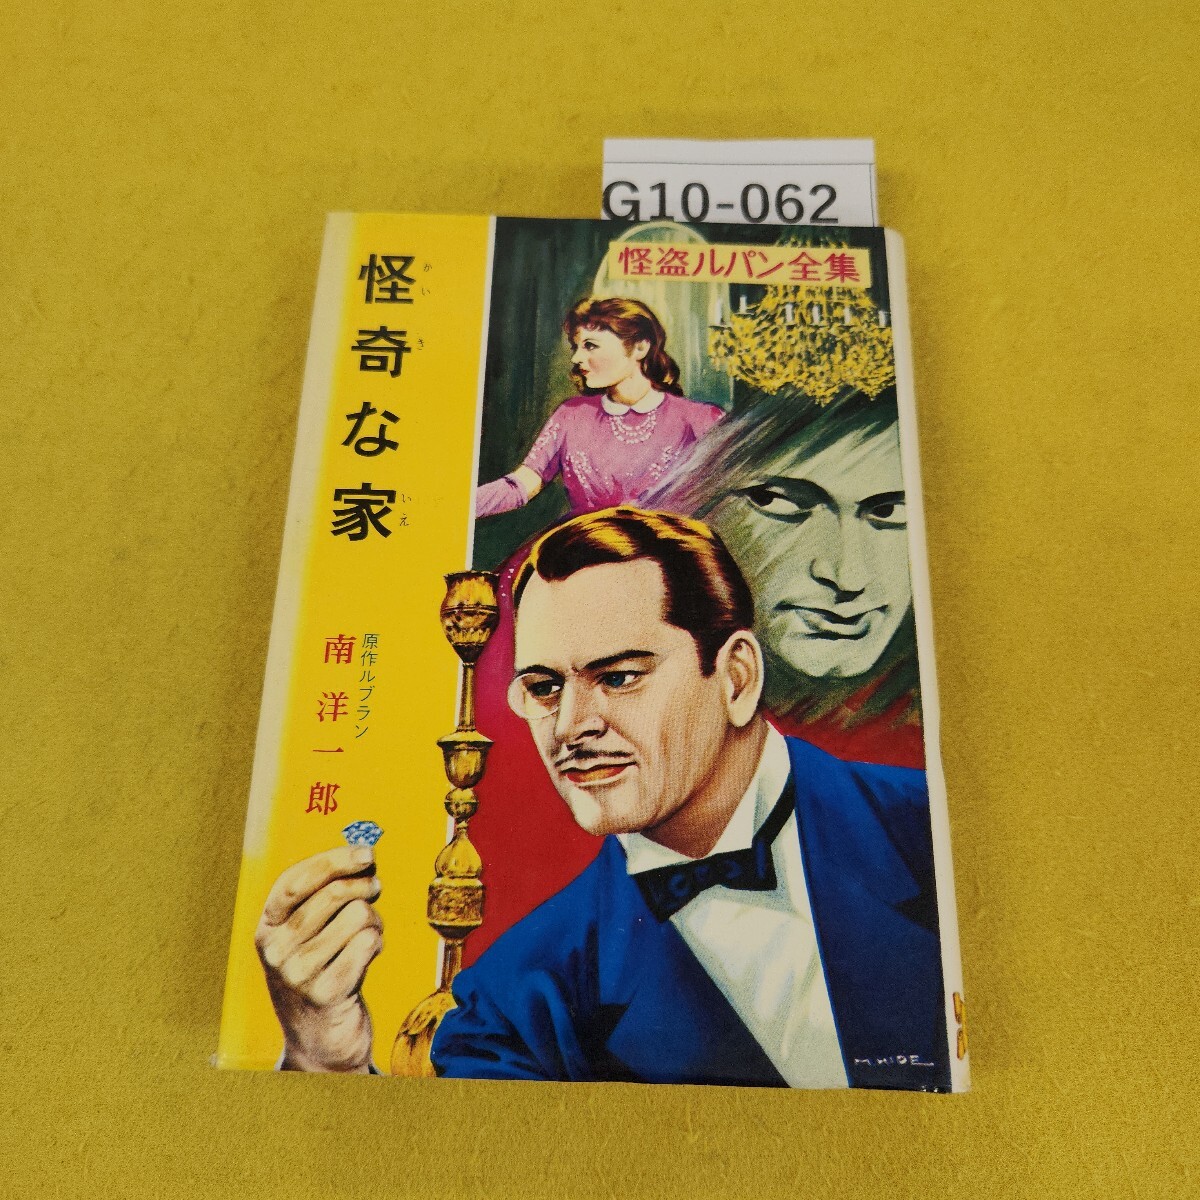 G10-062
怪盗ルパン全集
怪奇な家
かいき
いえ
原作ルブラン
南洋一郎
M HIDE